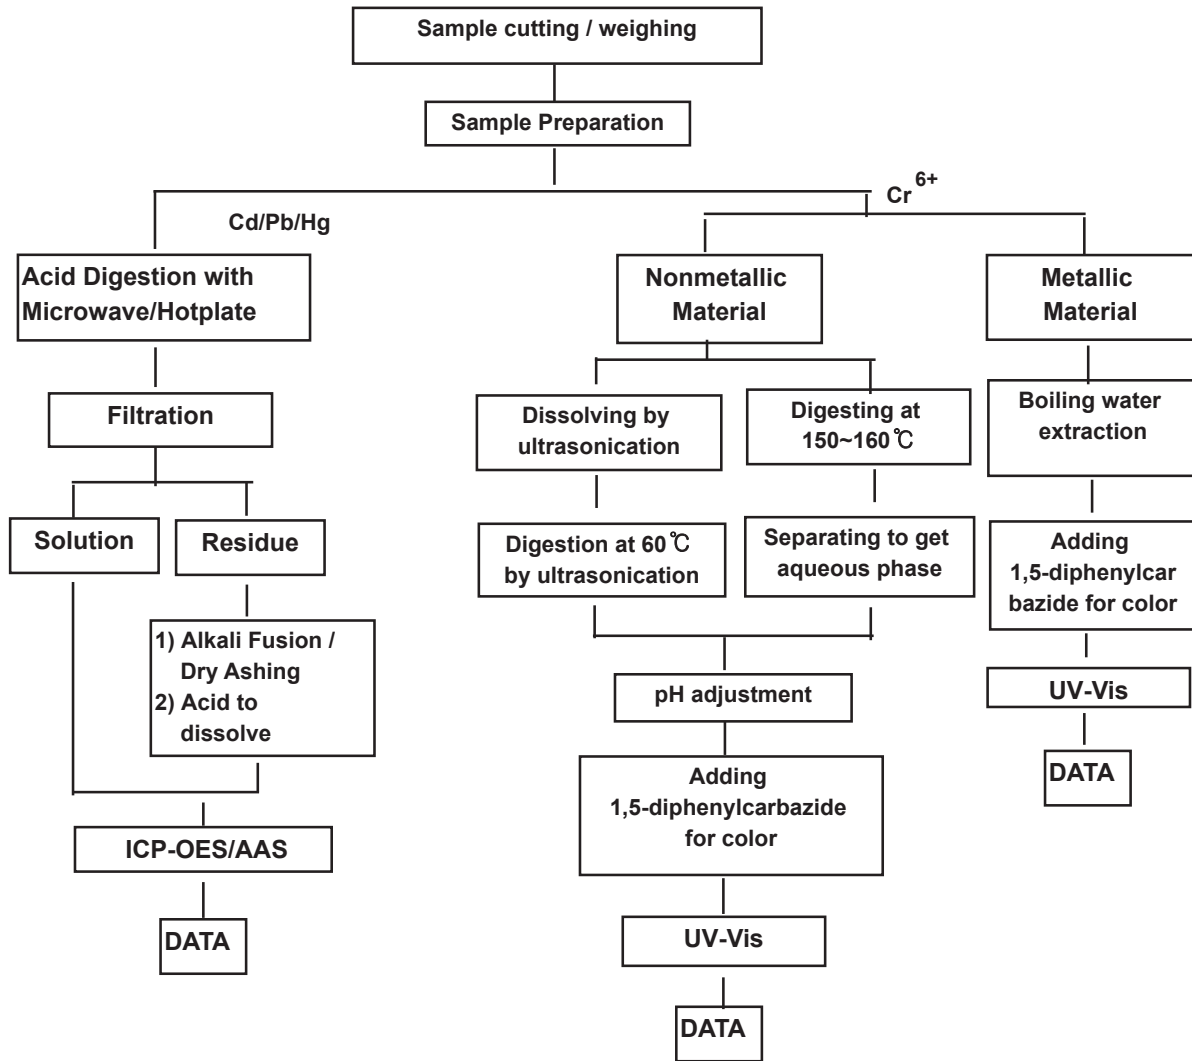 Sample cutting / weighing
Sample Preparation
Cd/Pb/Hg
Cr 6+
Acid Digestion with
Microwave/Hotplate
Nonmetallic
Material
Metallic
Material
Filtration
Dissolving by
ultrasonication
Digesting at
150~160℃
Boiling water
extraction
Solution
Residue
Digestion at 60℃
by ultrasonication
Separating to get
aqueous phase
Adding
1,5-diphenylcar
bazide for color
1) Alkali Fusion /
Dry Ashing
2) Acid to
dissolve
pH adjustment
UV-Vis
DATA
Adding
1,5-diphenylcarbazide
for color
ICP-OES/AAS
DATA
UV-Vis
DATA